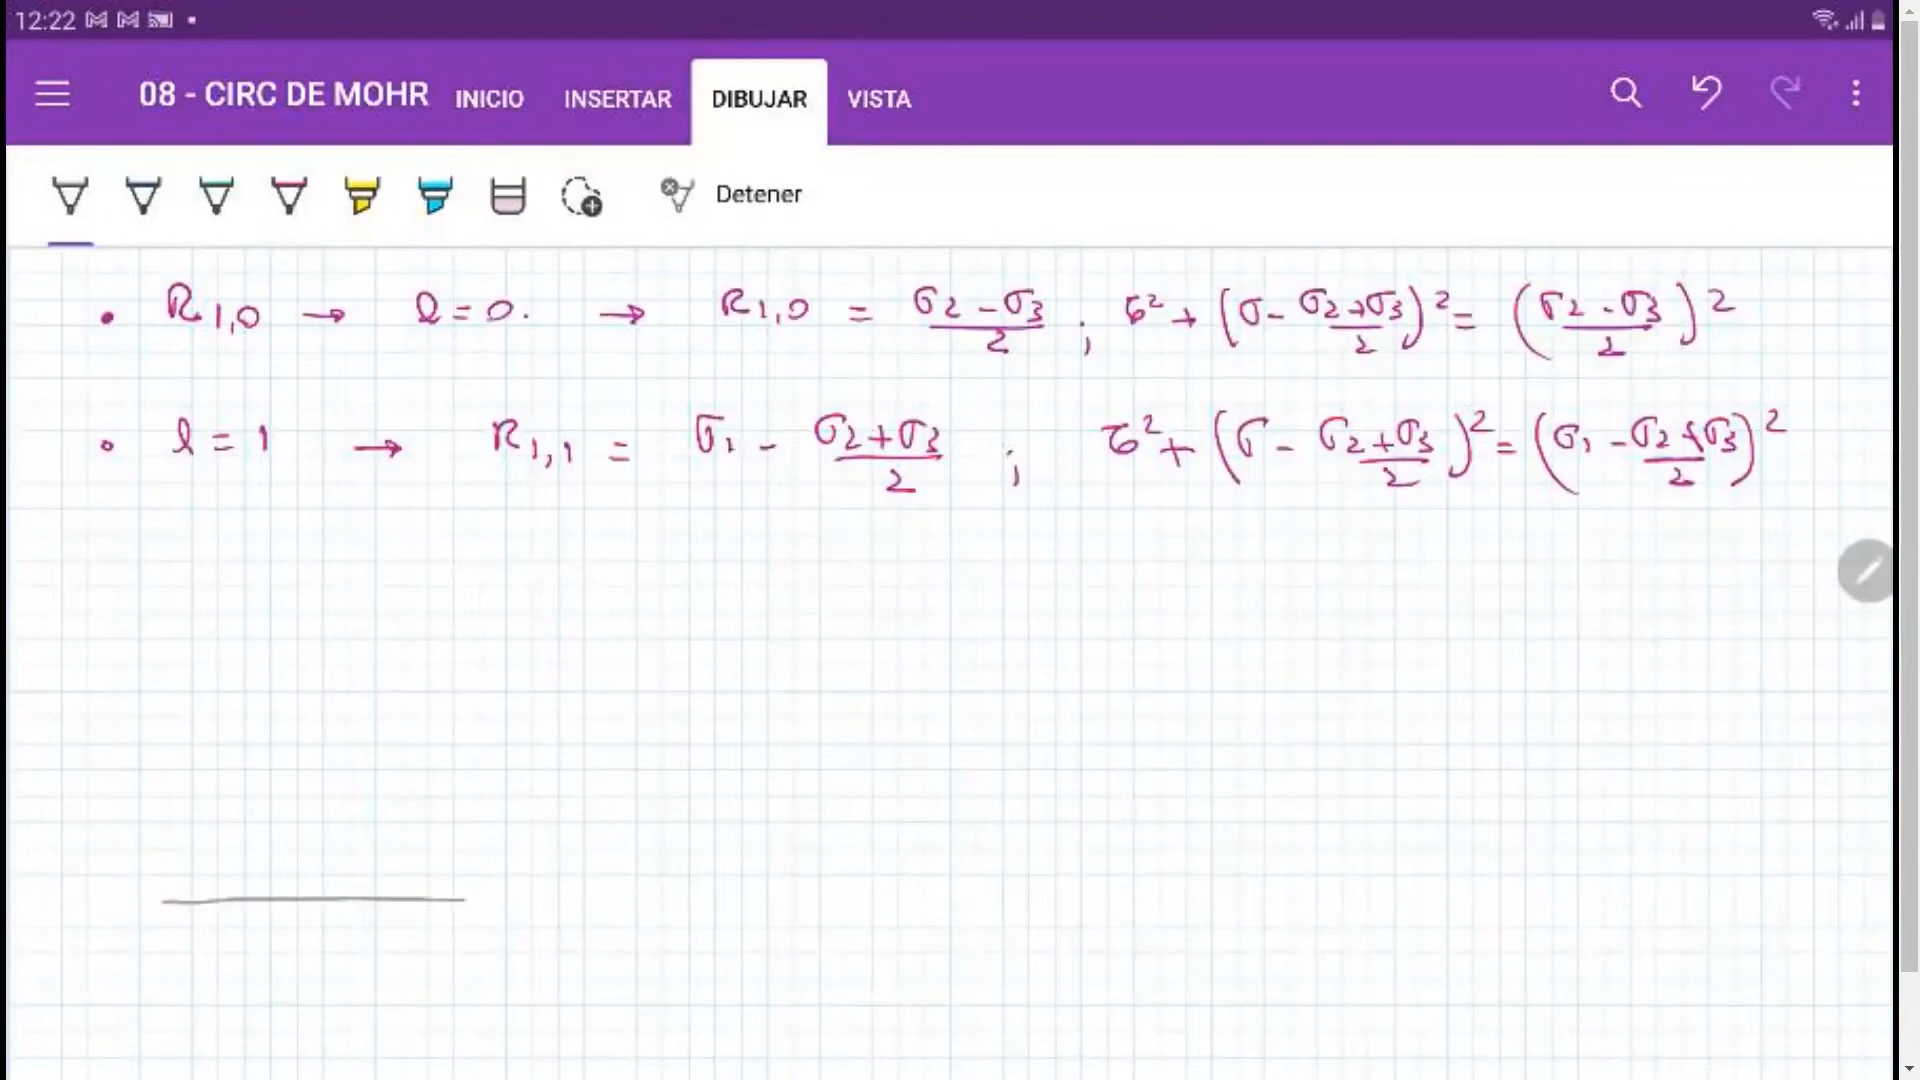 12:22
08 - CIRC DE MOHR INICIO INSERTAR DIBUJAR VISTA
Detener
• R1,0 → l = 0. → R1,0 = (σ2 - σ3)/2 ; τ² + (σ - (σ2+σ3)/2)² = ((σ2 - σ3)/2)²
• l = 1 → R1,1 = σ1 - (σ2+σ3)/2 ; τ² + (σ - (σ2+σ3)/2)² = (σ1 - (σ2+σ3)/2)²